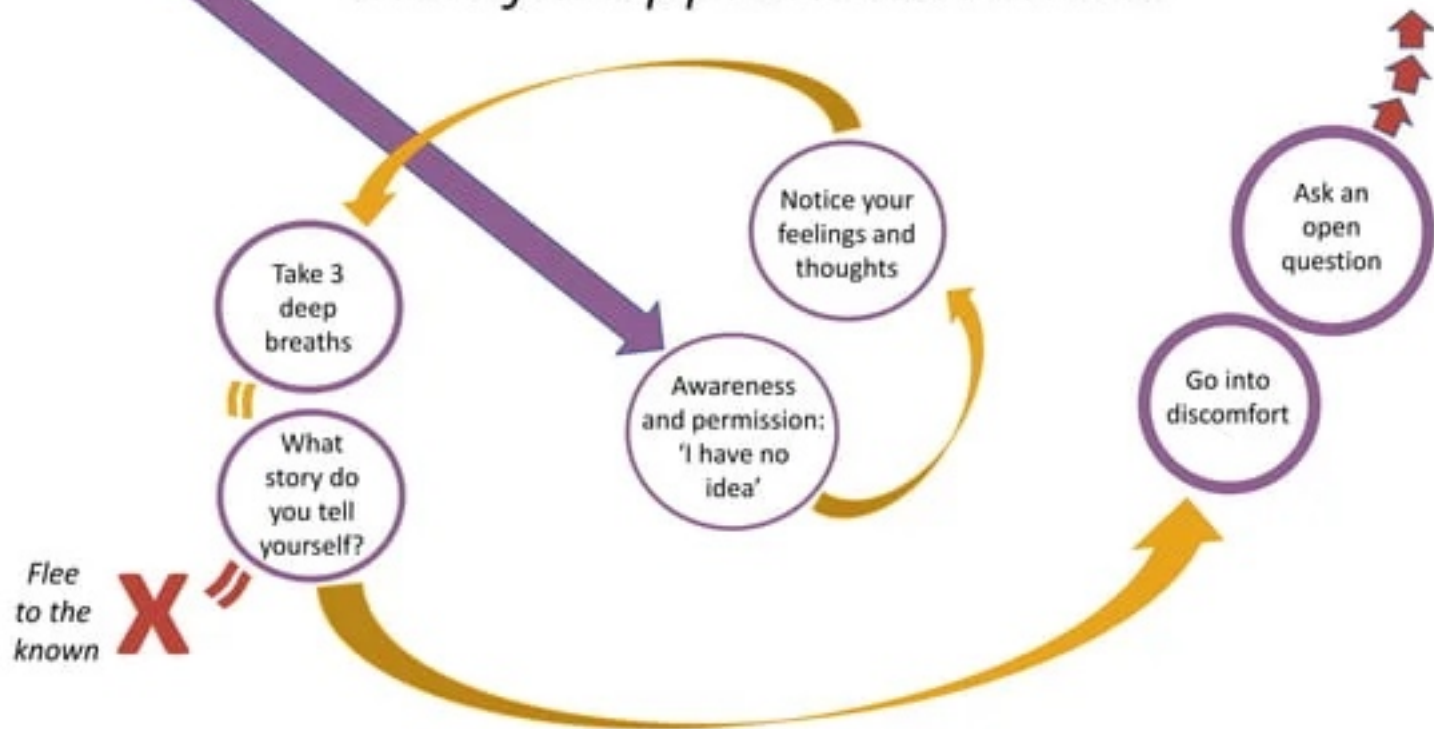 Notice your
feelings and
thoughts
Ask an
open
question
Take 3
deep
breaths
Awareness
and permission:
‘I have no
idea’
Go into
discomfort
What
story do
you tell
yourself?
Flee
to the
known
X